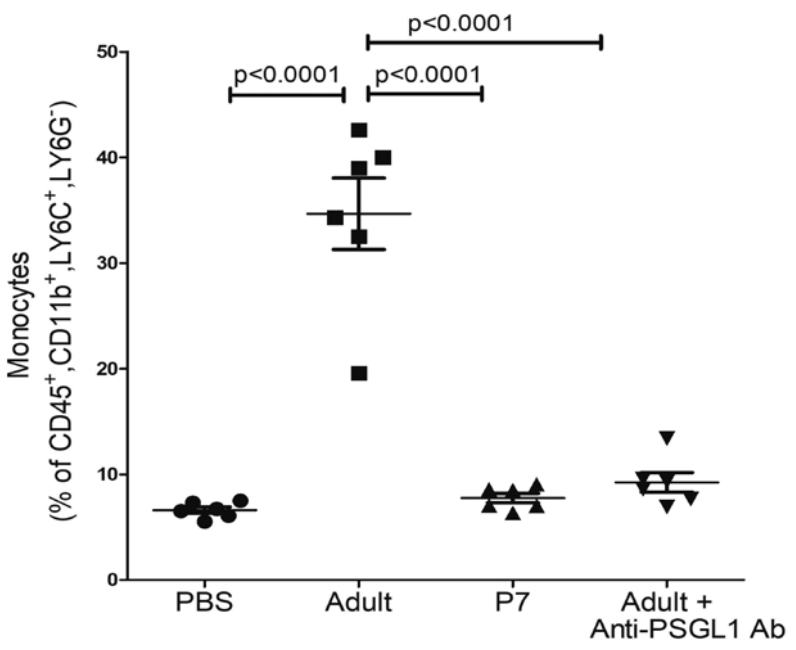 p<0.0001
p<0.0001 p<0.0001
50
40
30
20
10
0
Monocytes
(% of CD45⁺,CD11b⁺,LY6C⁺,LY6G⁻)
PBS Adult P7 Adult +
Anti-PSGL1 Ab